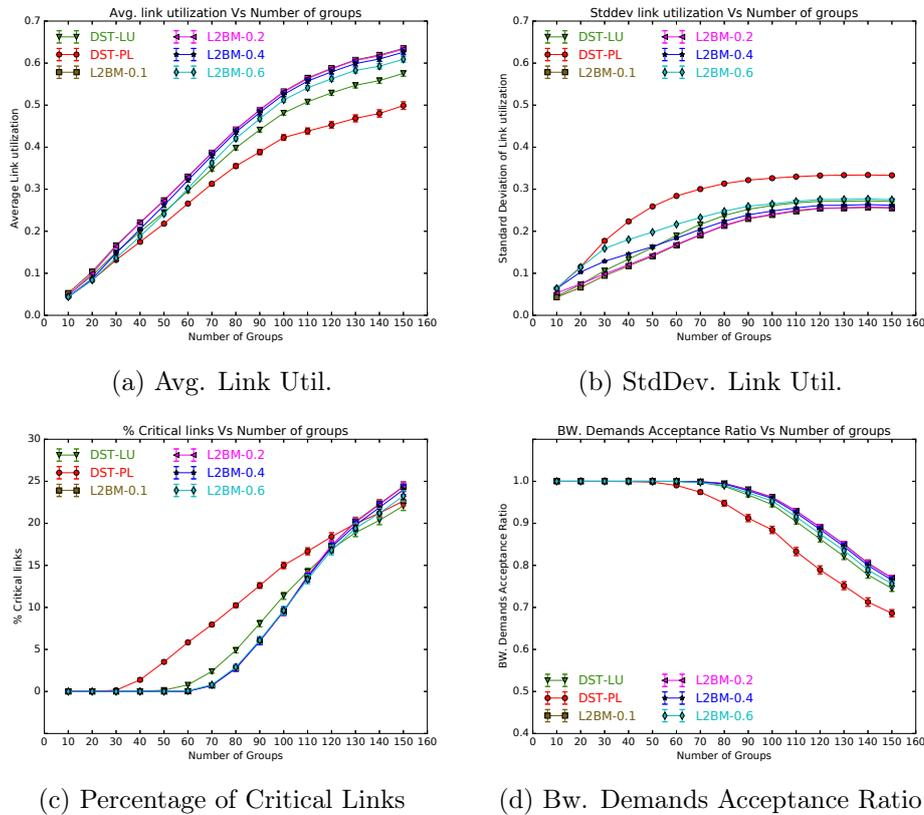 Avg. link utilization Vs Number of groups
DST-LU
DST-PL
L2BM-0.1
L2BM-0.2
L2BM-0.4
L2BM-0.6
Average Link utilization
0.7
0.6
0.5
0.4
0.3
0.2
0.1
0.0
0 10 20 30 40 50 60 70 80 90 100 110 120 130 140 150 160
Number of Groups
(a) Avg. Link Util.
Stddev link utilization Vs Number of groups
DST-LU
DST-PL
L2BM-0.1
L2BM-0.2
L2BM-0.4
L2BM-0.6
Standard Deviation of Link utilization
0.7
0.6
0.5
0.4
0.3
0.2
0.1
0.0
0 10 20 30 40 50 60 70 80 90 100 110 120 130 140 150 160
Number of Groups
(b) StdDev. Link Util.
% Critical links Vs Number of groups
DST-LU
DST-PL
L2BM-0.1
L2BM-0.2
L2BM-0.4
L2BM-0.6
% Critical links
30
25
20
15
10
5
0
0 10 20 30 40 50 60 70 80 90 100 110 120 130 140 150 160
Number of Groups
(c) Percentage of Critical Links
BW. Demands Acceptance Ratio Vs Number of groups
BW. Demands Acceptance Ratio
1.0
0.9
0.8
0.7
0.6
0.5
0.4
DST-LU
DST-PL
L2BM-0.1
L2BM-0.2
L2BM-0.4
L2BM-0.6
0 10 20 30 40 50 60 70 80 90 100 110 120 130 140 150 160
Number of Groups
(d) Bw. Demands Acceptance Ratio